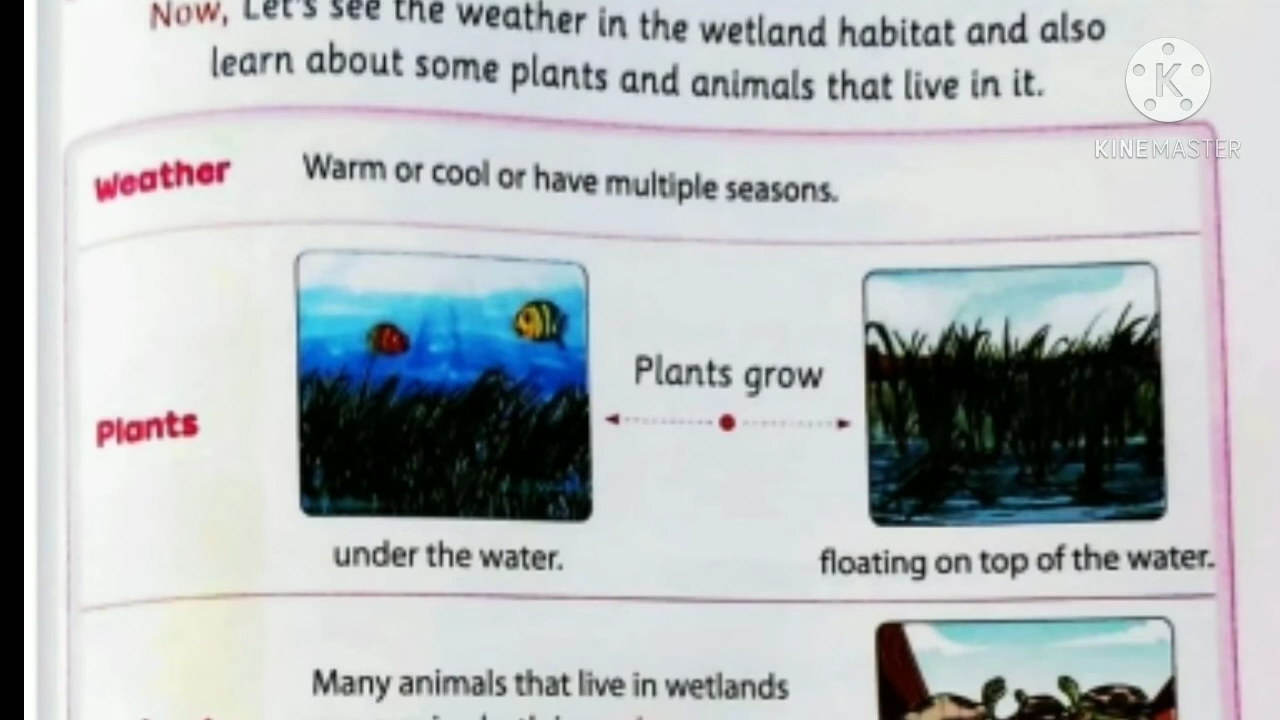 Now, Let's see the weather in the wetland habitat and also
learn about some plants and animals that live in it.
KINEMASTER
Weather
Warm or cool or have multiple seasons.
Plants
Plants grow
under the water.
floating on top of the water.
Many animals that live in wetlands